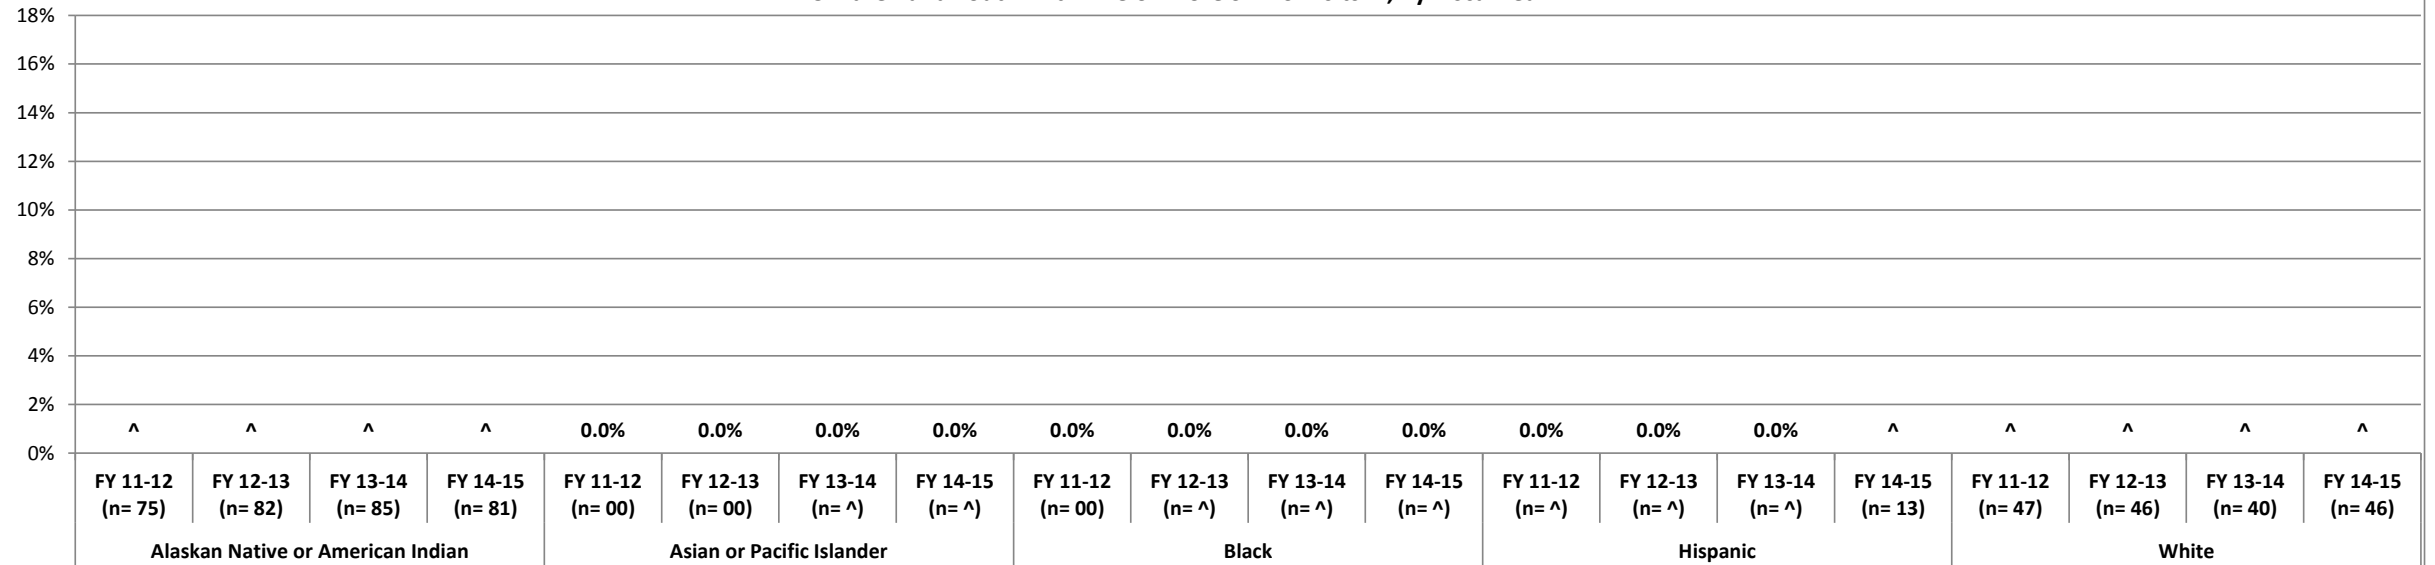 18%
16%
14%
12%
10%
8%
6%
4%
2%
0%
^ ^ ^ ^ 0.0% 0.0% 0.0% 0.0% 0.0% 0.0% 0.0% 0.0% 0.0% 0.0% 0.0% ^ ^ ^ ^ ^
FY 11-12 FY 12-13 FY 13-14 FY 14-15 FY 11-12 FY 12-13 FY 13-14 FY 14-15 FY 11-12 FY 12-13 FY 13-14 FY 14-15 FY 11-12 FY 12-13 FY 13-14 FY 14-15 FY 11-12 FY 12-13 FY 13-14 FY 14-15
(n= 75) (n= 82) (n= 85) (n= 81) (n= 00) (n= 00) (n= ^) (n= ^) (n= 00) (n= ^) (n= ^) (n= ^) (n= ^) (n= ^) (n= ^) (n= 13) (n= 47) (n= 46) (n= 40) (n= 46)
Alaskan Native or American Indian Asian or Pacific Islander Black Hispanic White